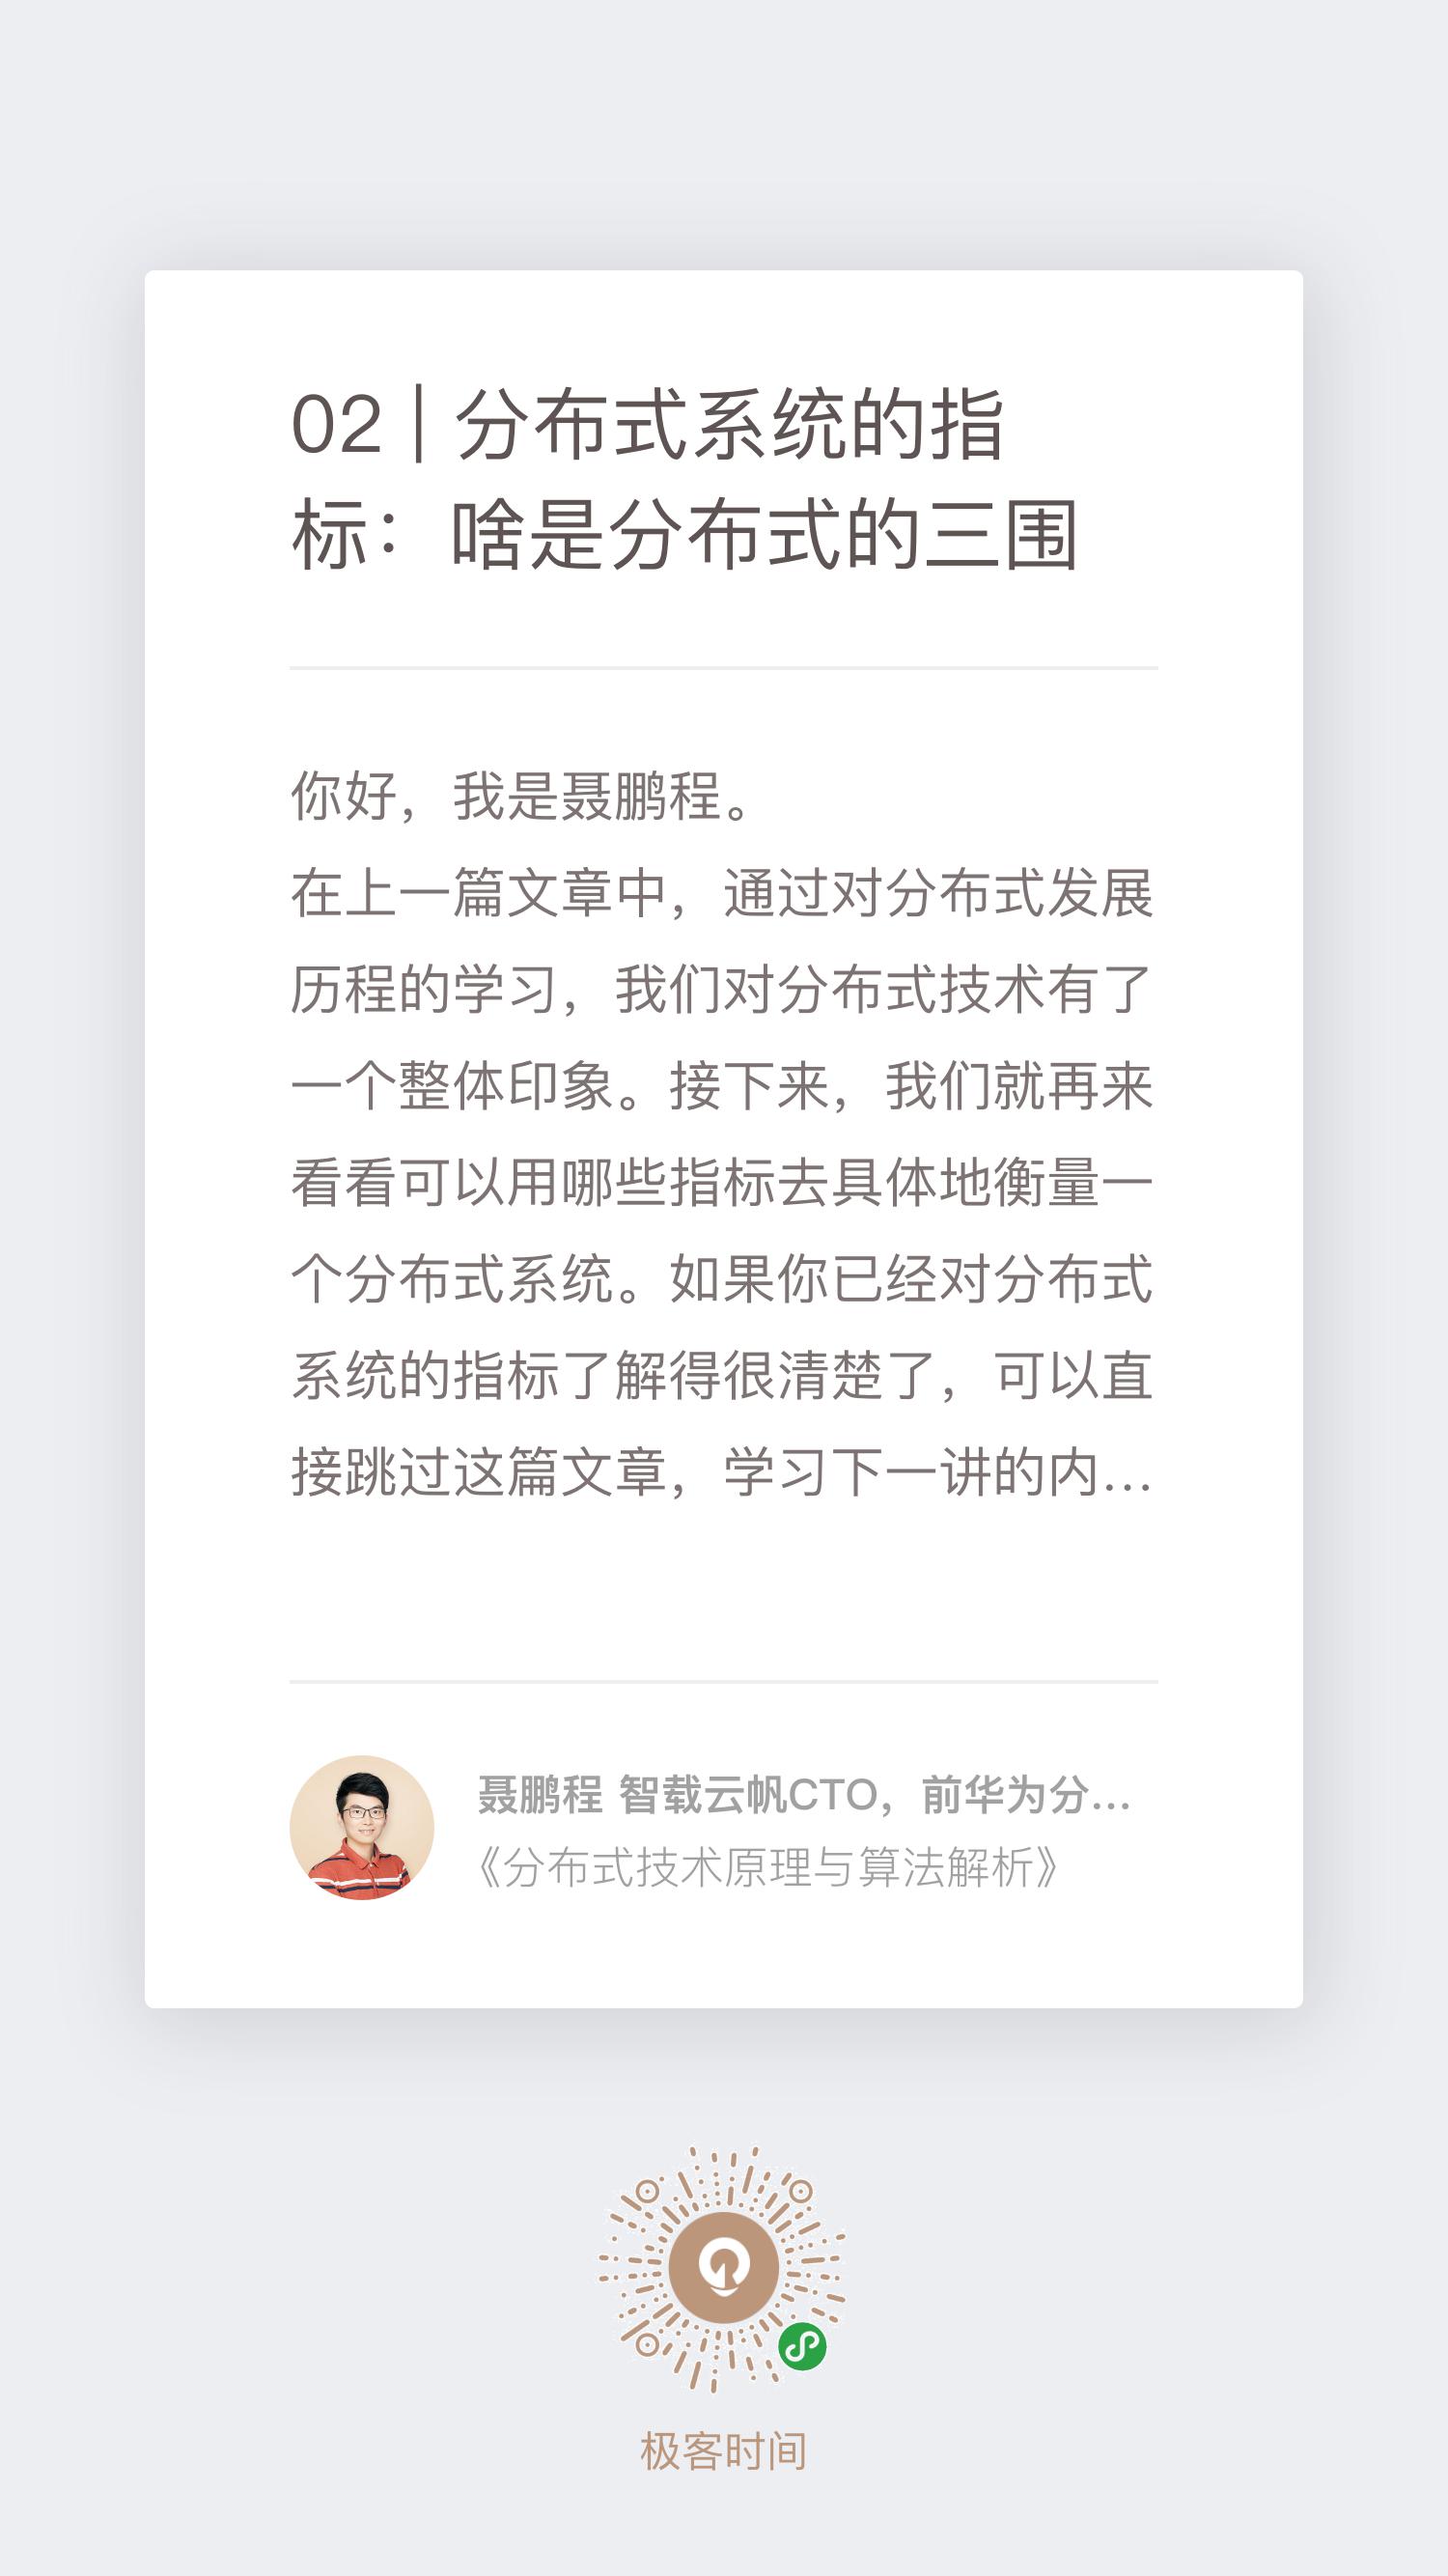 02 | 分布式系统的指
标：啥是分布式的三围
你好，我是聂鹏程。
在上一篇文章中，通过对分布式发展
历程的学习，我们对分布式技术有了
一个整体印象。接下来，我们就再来
看看可以用哪些指标去具体地衡量一
个分布式系统。如果你已经对分布式
系统的指标了解得很清楚了，可以直
接跳过这篇文章，学习下一讲的内...
聂鹏程 智载云帆CTO，前华为分...
《分布式技术原理与算法解析》
极客时间